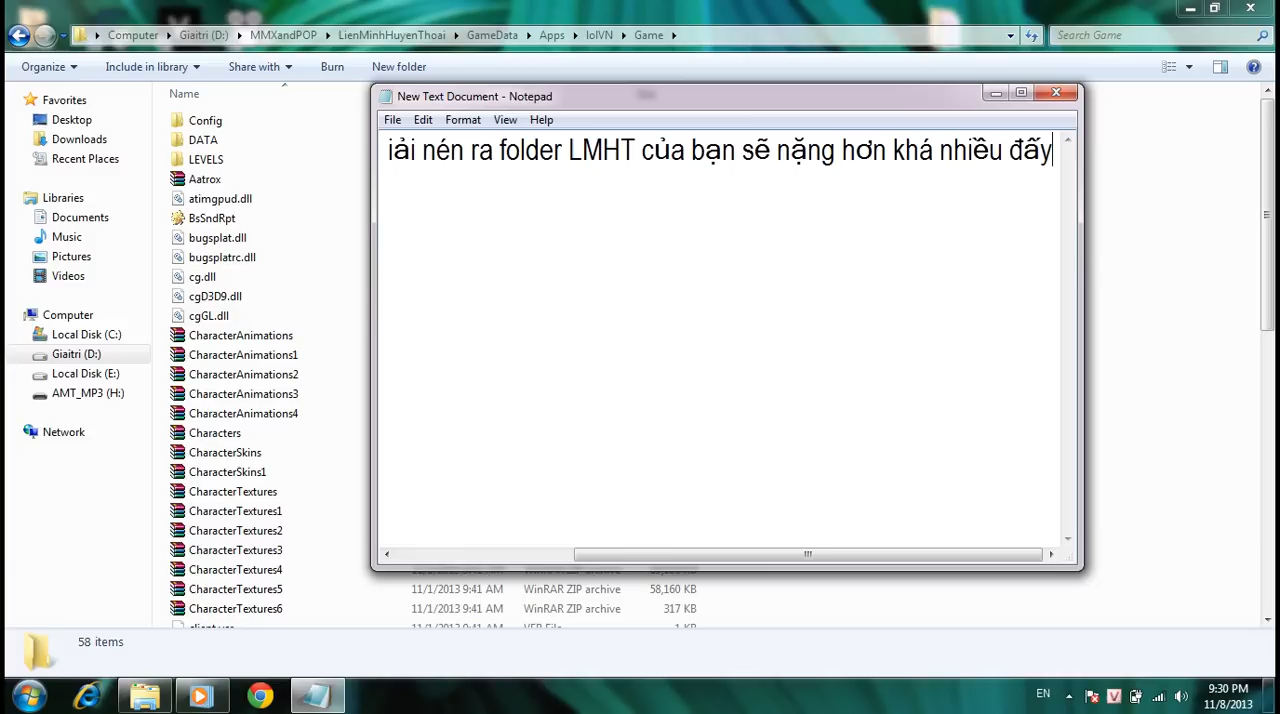 Computer Giaitri (D:) MMXandPOP LienMinhHuyenThoai GameData Apps lolVN Game
Search Game
Organize Include in library Share with Burn New folder
Favorites
Desktop
Downloads
Recent Places
Libraries
Documents
Music
Pictures
Videos
Computer
Local Disk (C:)
Giaitri (D:)
Local Disk (E:)
AMT_MP3 (H:)
Network
Name
Config
DATA
LEVELS
Aatrox
atimgpud.dll
BsSndRpt
bugsplat.dll
bugsplatrc.dll
cg.dll
cgD3D9.dll
cgGL.dll
CharacterAnimations
CharacterAnimations1
CharacterAnimations2
CharacterAnimations3
CharacterAnimations4
Characters
CharacterSkins
CharacterSkins1
CharacterTextures
CharacterTextures1
CharacterTextures2
CharacterTextures3
CharacterTextures4
CharacterTextures5 11/1/2013 9:41 AM WinRAR ZIP archive 58,160 KB
CharacterTextures6 11/1/2013 9:41 AM WinRAR ZIP archive 317 KB
New Text Document - Notepad
File Edit Format View Help
iải nén ra folder LMHT của bạn sẽ nặng hơn khá nhiều đấy
58 items
EN
9:30 PM
11/8/2013